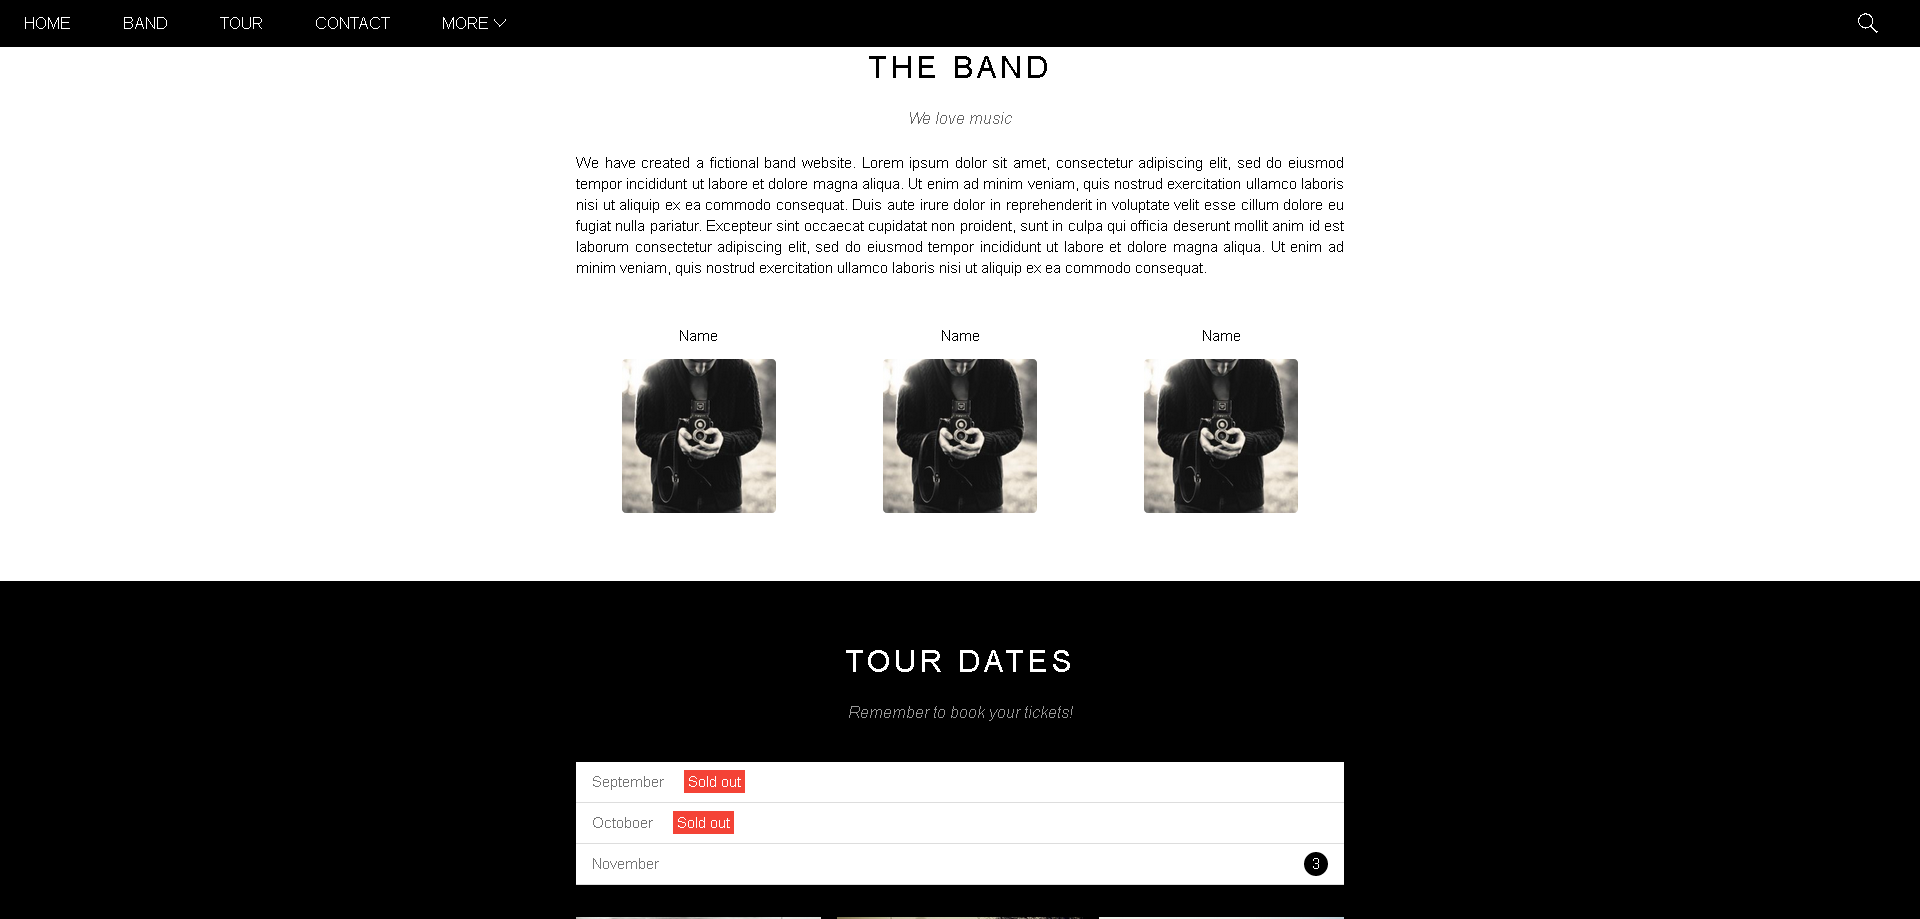 HOME BAND TOUR CONTACT MORE
THE BAND
We love music
We have created a fictional band website. Lorem ipsum dolor sit amet, consectetur adipiscing elit, sed do eiusmod
tempor incididunt ut labore et dolore magna aliqua. Ut enim ad minim veniam, quis nostrud exercitation ullamco laboris
nisi ut aliquip ex ea commodo consequat. Duis aute irure dolor in reprehenderit in voluptate velit esse cillum dolore eu
fugiat nulla pariatur. Excepteur sint occaecat cupidatat non proident, sunt in culpa qui officia deserunt mollit anim id est
laborum consectetur adipiscing elit, sed do eiusmod tempor incididunt ut labore et dolore magna aliqua. Ut enim ad
minim veniam, quis nostrud exercitation ullamco laboris nisi ut aliquip ex ea commodo consequat.
Name Name Name
TOUR DATES
Remember to book your tickets!
September Sold out
Octoboer Sold out
November 3